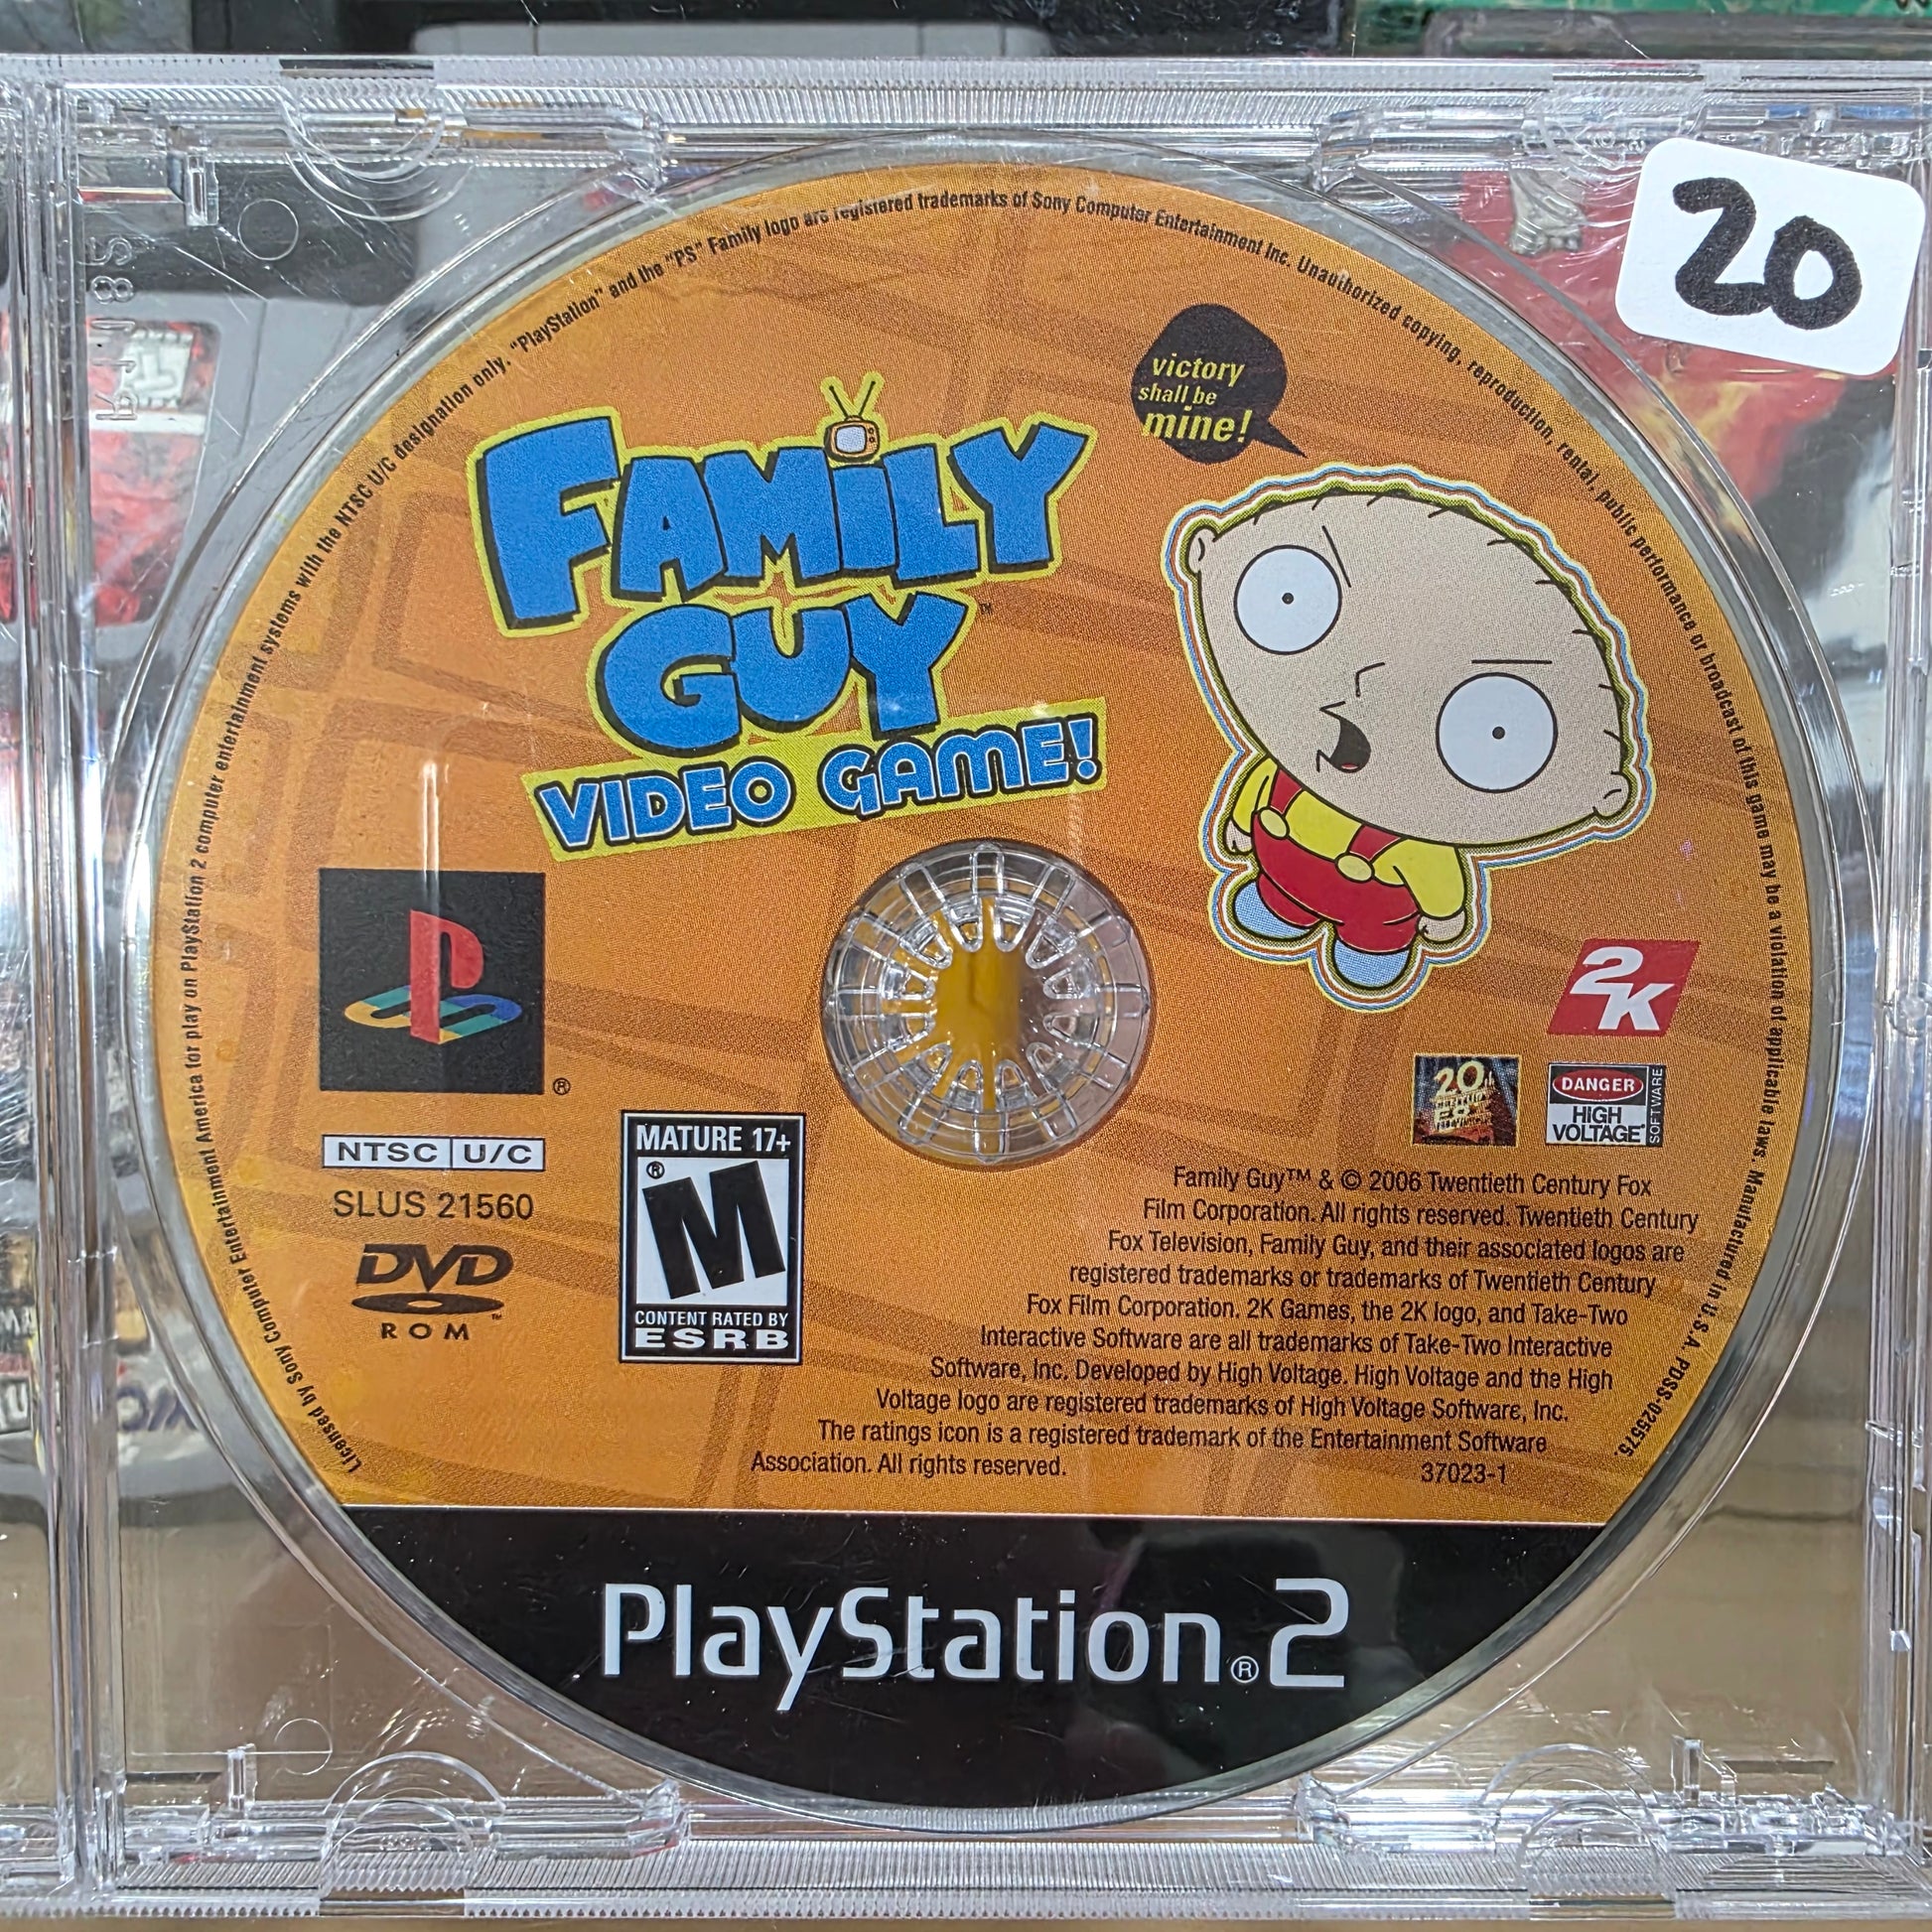 20
Licensed by Sony Computer Entertainment America for play on PlayStation 2 computer entertainment systems with the NTSC U/C designation only. "PlayStation" and the "PS" Family logo are registered trademarks of Sony Computer Entertainment Inc. Unauthorized copying, reproduction, rental, public performance or broadcast of this game may be a violation of applicable laws. Manufactured in U.S.A. PDSS-02575.
victory
shall be
mine!
FAMiLY
GUY™
VIDEO GAME!
®
NTSC U/C
SLUS 21560
DVD
ROM
™
MATURE 17+
M
®
CONTENT RATED BY
ESRB
2K
20th
CENTURY
FOX
DANGER
HIGH
VOLTAGE
SOFTWARE
Family Guy™ & © 2006 Twentieth Century Fox
Film Corporation. All rights reserved. Twentieth Century
Fox Television, Family Guy, and their associated logos are
registered trademarks or trademarks of Twentieth Century
Fox Film Corporation. 2K Games, the 2K logo, and Take-Two
Interactive Software are all trademarks of Take-Two Interactive
Software, Inc. Developed by High Voltage. High Voltage and the High
Voltage logo are registered trademarks of High Voltage Software, Inc.
The ratings icon is a registered trademark of the Entertainment Software
Association. All rights reserved. 37023-1
PlayStation®2